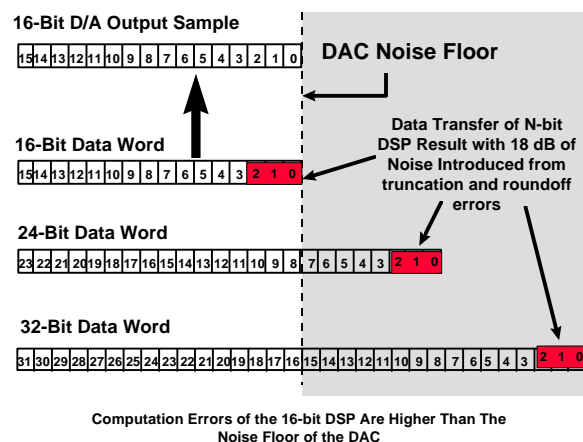 16-Bit D/A Output Sample
15 14 13 12 11 10 9 8 7 6 5 4 3 2 1 0
DAC Noise Floor
16-Bit Data Word
15 14 13 12 11 10 9 8 7 6 5 4 3 2 1 0
Data Transfer of N-bit
DSP Result with 18 dB of
Noise Introduced from
truncation and roundoff
errors
24-Bit Data Word
23 22 21 20 19 18 17 16 15 14 13 12 11 10 9 8 7 6 5 4 3 2 1 0
32-Bit Data Word
31 30 29 28 27 26 25 24 23 22 21 20 19 18 17 16 15 14 13 12 11 10 9 8 7 6 5 4 3 2 1 0
Computation Errors of the 16-bit DSP Are Higher Than The
Noise Floor of the DAC